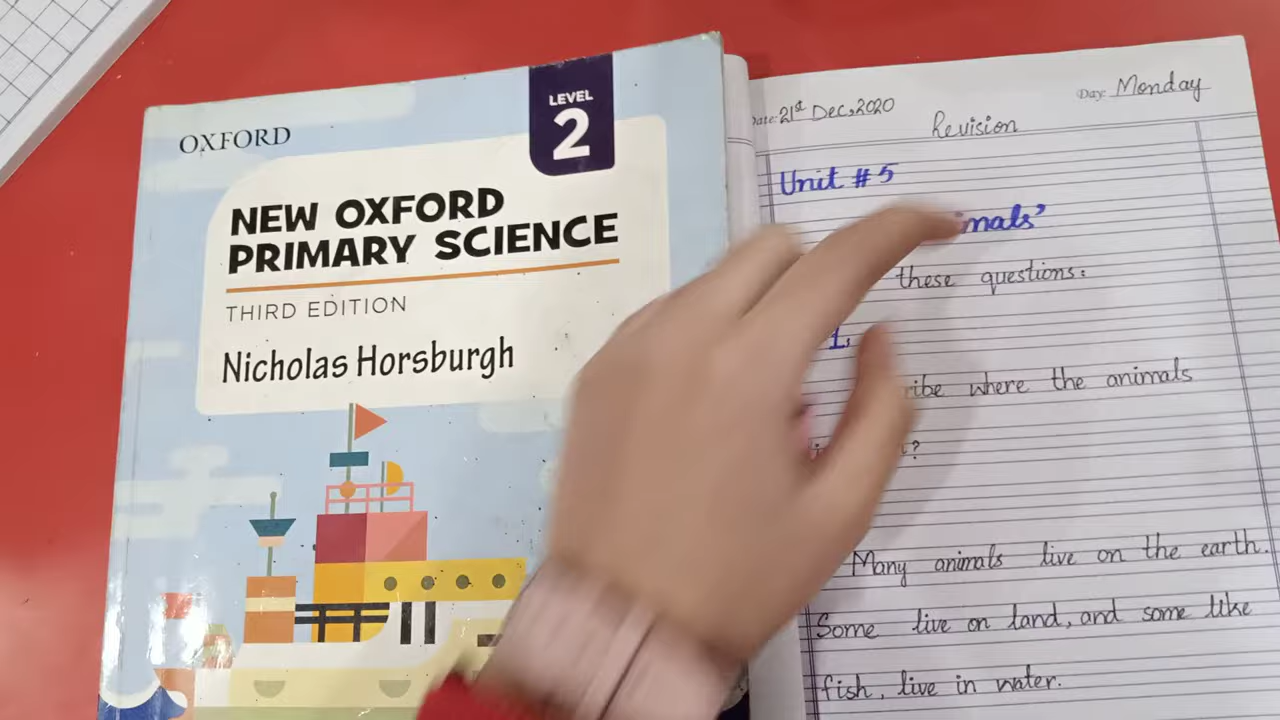 OXFORD
LEVEL
2
NEW OXFORD
PRIMARY SCIENCE
THIRD EDITION
Nicholas Horsburgh
Date: 21st Dec, 2020
Day: Monday
Revision
Unit # 5
these questions:
1,
where the animals
Many animals live on the earth.
Some live on land, and some like
fish, live in water.